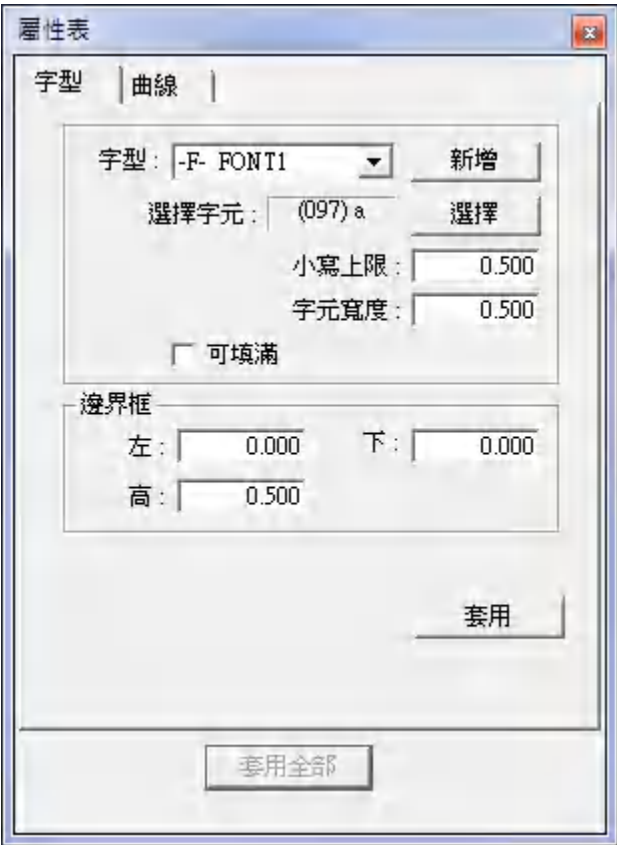 屬性表
字型 曲線
字型： -F- FONT1 新增
選擇字元： (097) a 選擇
小寫上限： 0.500
字元寬度： 0.500
可填滿
邊界框
左： 0.000 下： 0.000
高： 0.500
套用
套用全部